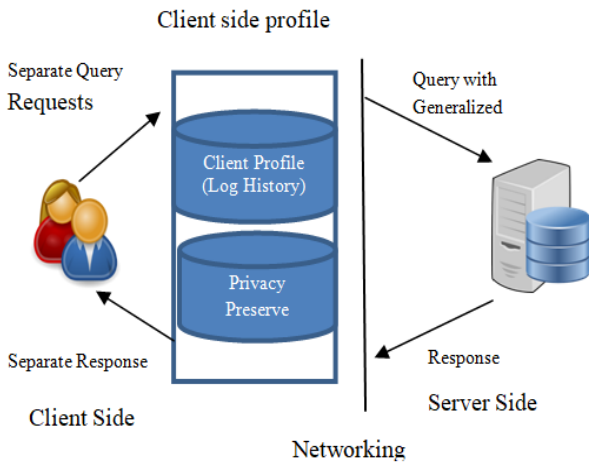 Client side profile
Separate Query
Requests
Query with
Generalized
Client Profile
(Log History)
Privacy
Preserve
Separate Response
Response
Client Side
Server Side
Networking